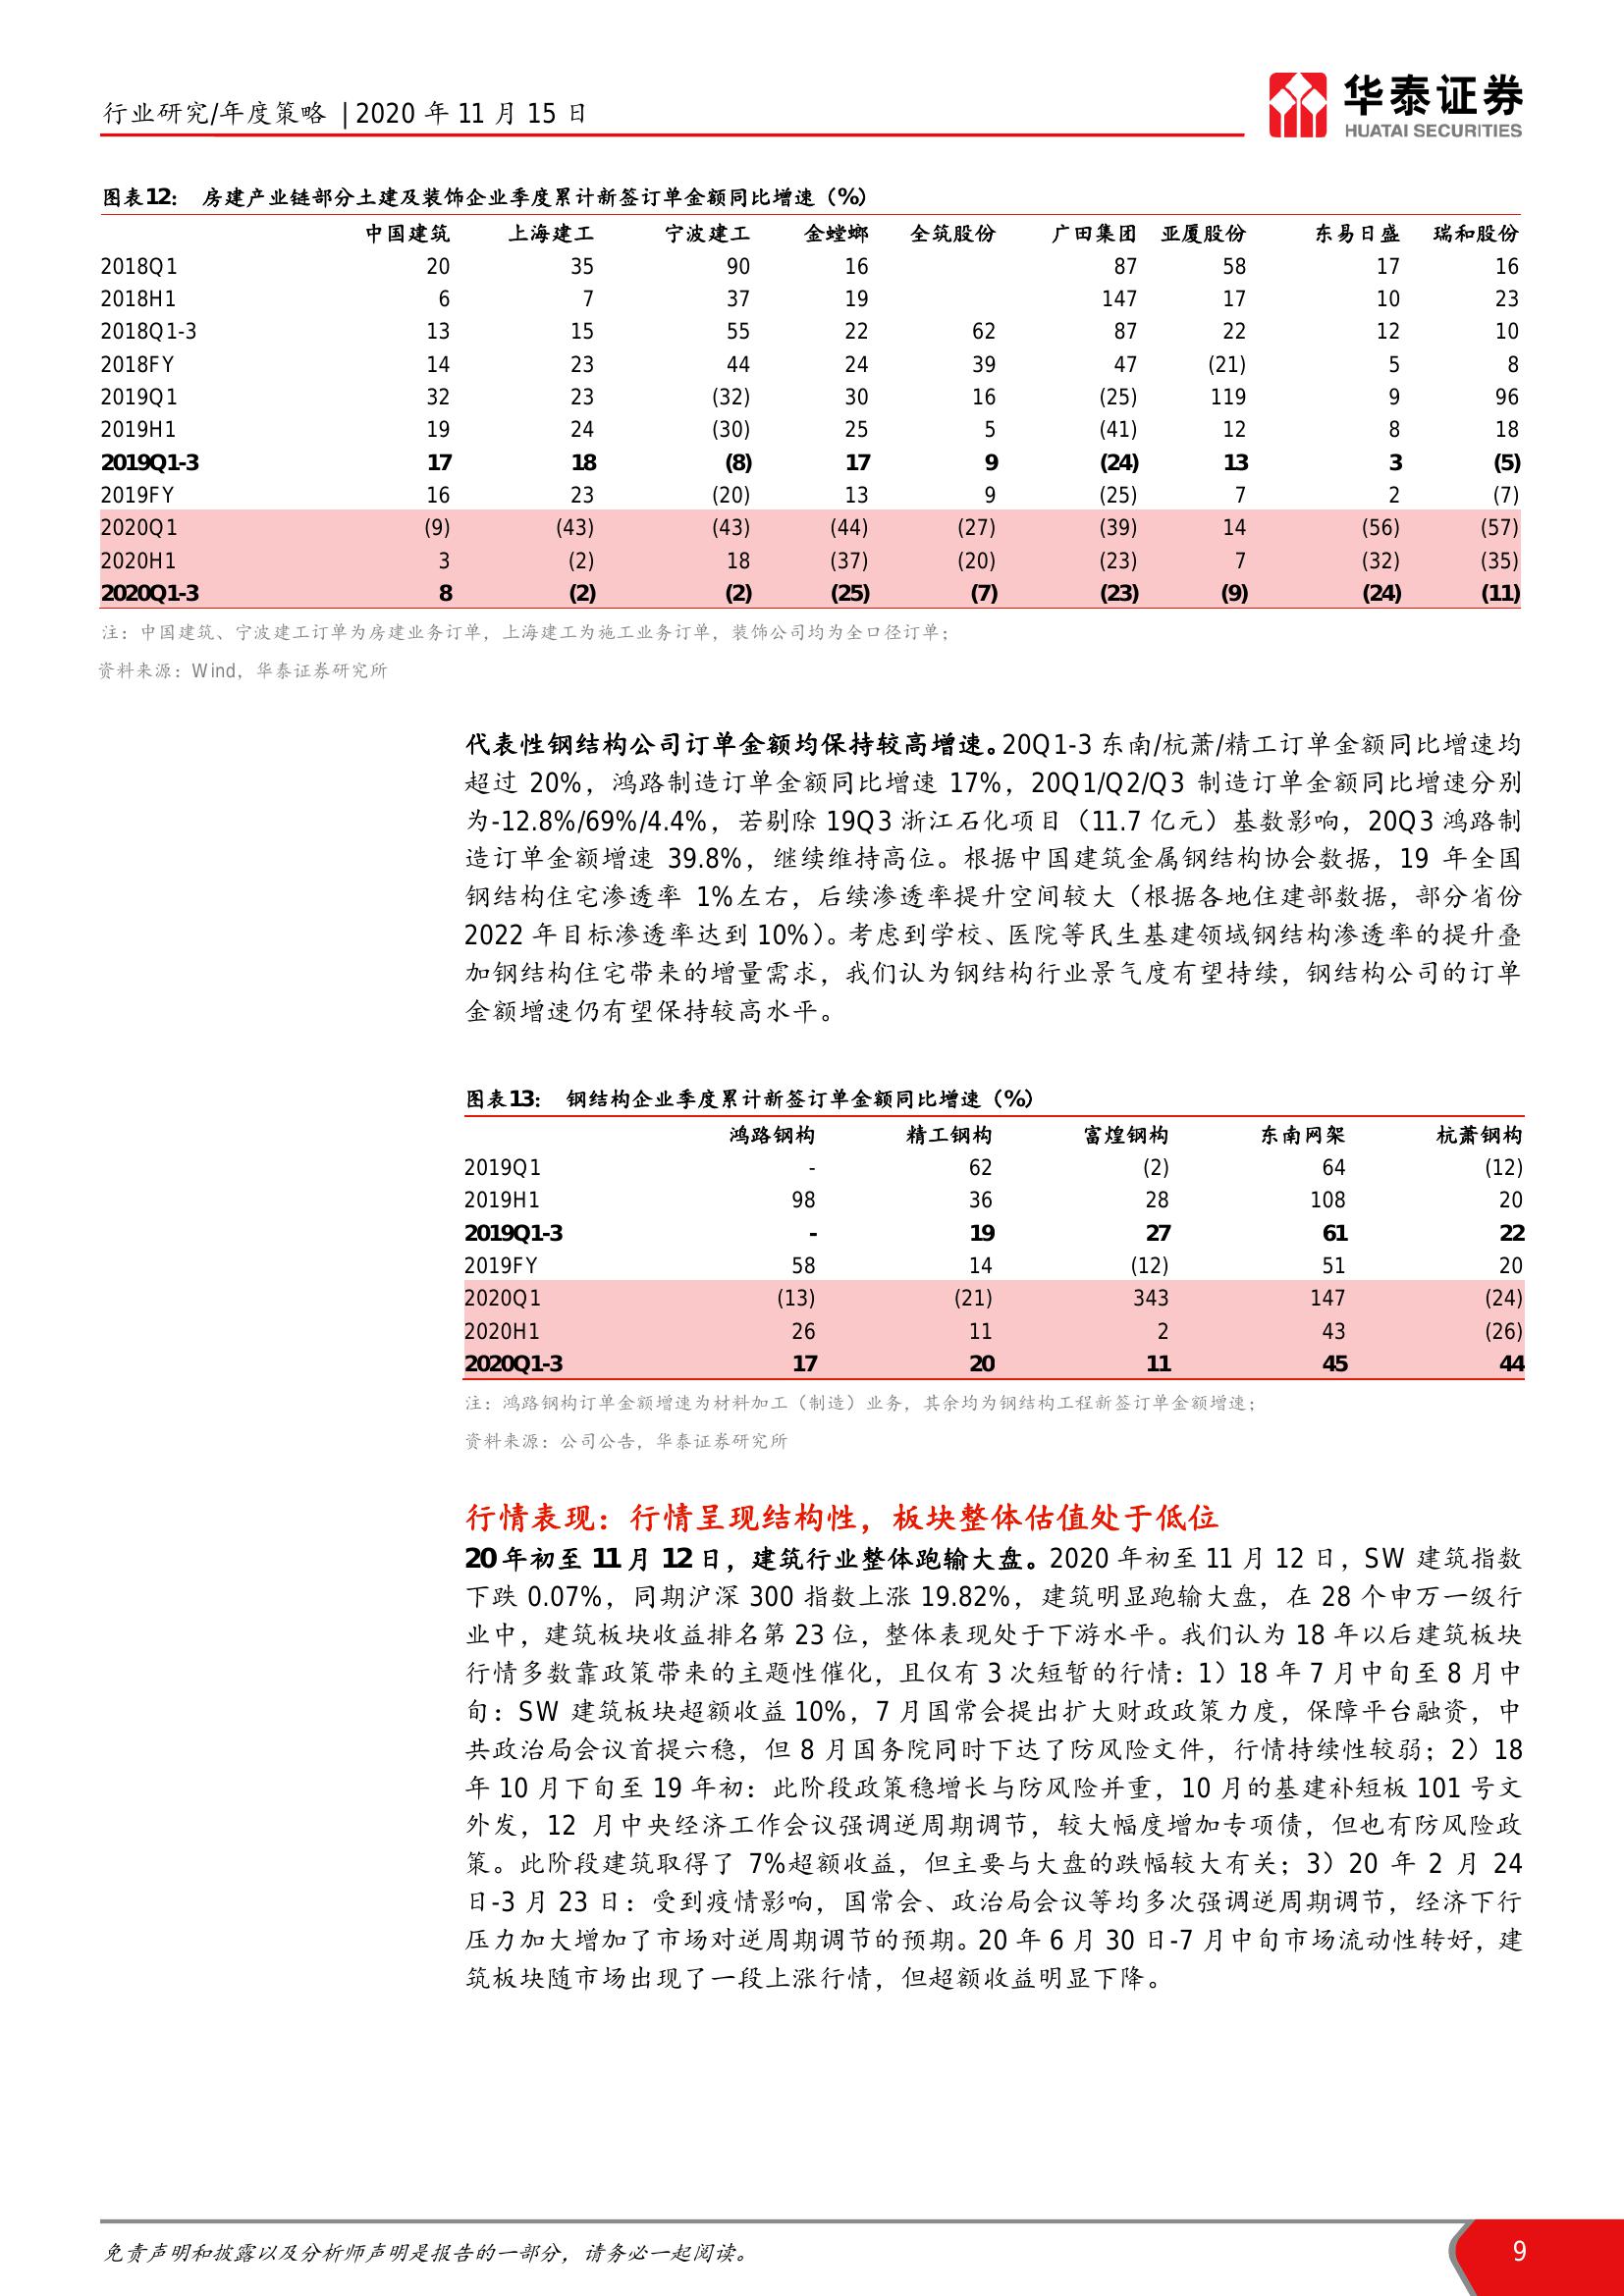 行业研究/年度策略 | 2020 年 11 月 15 日
华泰证券
HUATAI SECURITIES
图表12： 房建产业链部分土建及装饰企业季度累计新签订单金额同比增速（%）
中国建筑 上海建工 宁波建工 金螳螂 全筑股份 广田集团 亚厦股份 东易日盛 瑞和股份
2018Q1 20 35 90 16 87 58 17 16
2018H1 6 7 37 19 147 17 10 23
2018Q1-3 13 15 55 22 62 87 22 12 10
2018FY 14 23 44 24 39 47 (21) 5 8
2019Q1 32 23 (32) 30 16 (25) 119 9 96
2019H1 19 24 (30) 25 5 (41) 12 8 18
2019Q1-3 17 18 (8) 17 9 (24) 13 3 (5)
2019FY 16 23 (20) 13 9 (25) 7 2 (7)
2020Q1 (9) (43) (43) (44) (27) (39) 14 (56) (57)
2020H1 3 (2) 18 (37) (20) (23) 7 (32) (35)
2020Q1-3 8 (2) (2) (25) (7) (23) (9) (24) (11)
注：中国建筑、宁波建工订单为房建业务订单，上海建工为施工业务订单，装饰公司均为全口径订单；
资料来源：Wind，华泰证券研究所
代表性钢结构公司订单金额均保持较高增速。20Q1-3 东南/杭萧/精工订单金额同比增速均
超过 20%，鸿路制造订单金额同比增速 17%，20Q1/Q2/Q3 制造订单金额同比增速分别
为-12.8%/69%/4.4%，若剔除 19Q3 浙江石化项目（11.7 亿元）基数影响，20Q3 鸿路制
造订单金额增速 39.8%，继续维持高位。根据中国建筑金属钢结构协会数据，19 年全国
钢结构住宅渗透率 1%左右，后续渗透率提升空间较大（根据各地住建部数据，部分省份
2022 年目标渗透率达到 10%）。考虑到学校、医院等民生基建领域钢结构渗透率的提升叠
加钢结构住宅带来的增量需求，我们认为钢结构行业景气度有望持续，钢结构公司的订单
金额增速仍有望保持较高水平。
图表13： 钢结构企业季度累计新签订单金额同比增速（%）
鸿路钢构 精工钢构 富煌钢构 东南网架 杭萧钢构
2019Q1 - 62 (2) 64 (12)
2019H1 98 36 28 108 20
2019Q1-3 - 19 27 61 22
2019FY 58 14 (12) 51 20
2020Q1 (13) (21) 343 147 (24)
2020H1 26 11 2 43 (26)
2020Q1-3 17 20 11 45 44
注：鸿路钢构订单金额增速为材料加工（制造）业务，其余均为钢结构工程新签订单金额增速；
资料来源：公司公告，华泰证券研究所
行情表现：行情呈现结构性，板块整体估值处于低位
20 年初至 11 月 12 日，建筑行业整体跑输大盘。2020 年初至 11 月 12 日，SW 建筑指数
下跌 0.07%，同期沪深 300 指数上涨 19.82%，建筑明显跑输大盘，在 28 个申万一级行
业中，建筑板块收益排名第 23 位，整体表现处于下游水平。我们认为 18 年以后建筑板块
行情多数靠政策带来的主题性催化，且仅有 3 次短暂的行情：1）18 年 7 月中旬至 8 月中
旬：SW 建筑板块超额收益 10%，7 月国常会提出扩大财政政策力度，保障平台融资，中
共政治局会议首提六稳，但 8 月国务院同时下达了防风险文件，行情持续性较弱；2）18
年 10 月下旬至 19 年初：此阶段政策稳增长与防风险并重，10 月的基建补短板 101 号文
外发，12 月中央经济工作会议强调逆周期调节，较大幅度增加专项债，但也有防风险政
策。此阶段建筑取得了 7%超额收益，但主要与大盘的跌幅较大有关；3）20 年 2 月 24
日-3 月 23 日：受到疫情影响，国常会、政治局会议等均多次强调逆周期调节，经济下行
压力加大增加了市场对逆周期调节的预期。20 年 6 月 30 日-7 月中旬市场流动性转好，建
筑板块随市场出现了一段上涨行情，但超额收益明显下降。
免责声明和披露以及分析师声明是报告的一部分，请务必一起阅读。
9